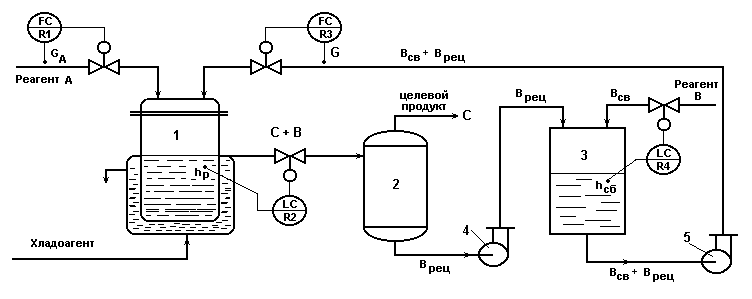 FC
R1
G_A
Реагент А
FC
R3
G
B_св + B_рец
целевой
продукт
C
B_рец
B_св
Реагент
В
1
C + B
h_р
LC
R2
2
3
h_сб
LC
R4
4
5
Хладоагент
B_рец
B_св + B_рец